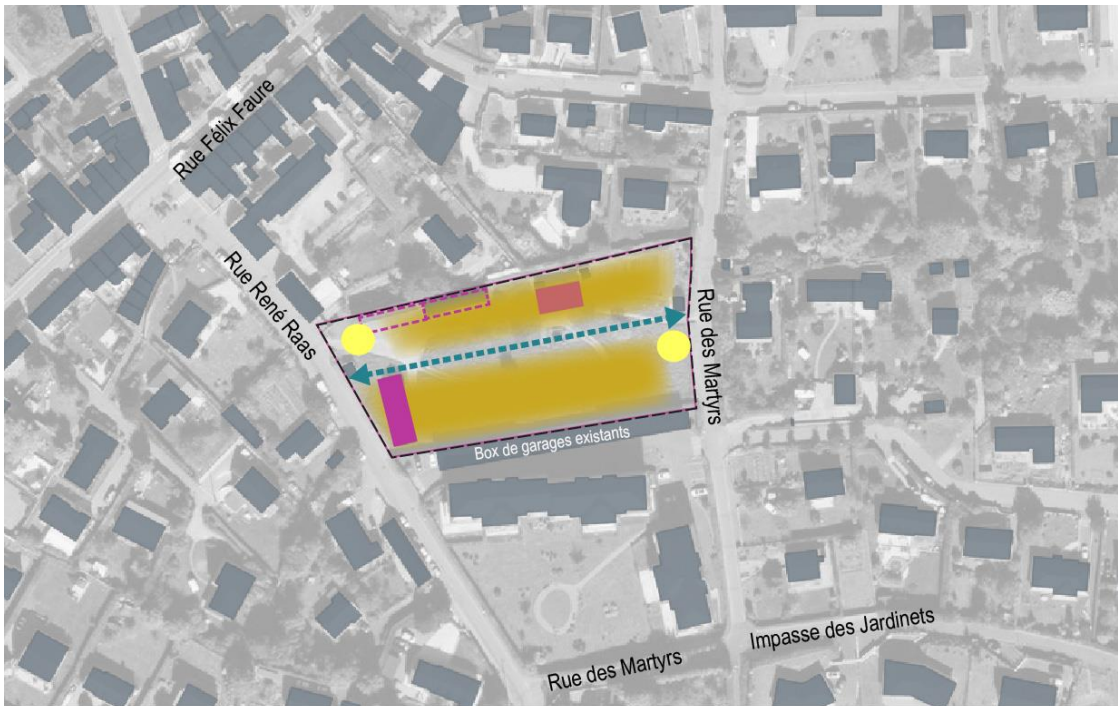 Rue Félix Faure
Rue René Raas
Rue des Martyrs
Box de garages existants
Impasse des Jardinets
Rue des Martyrs